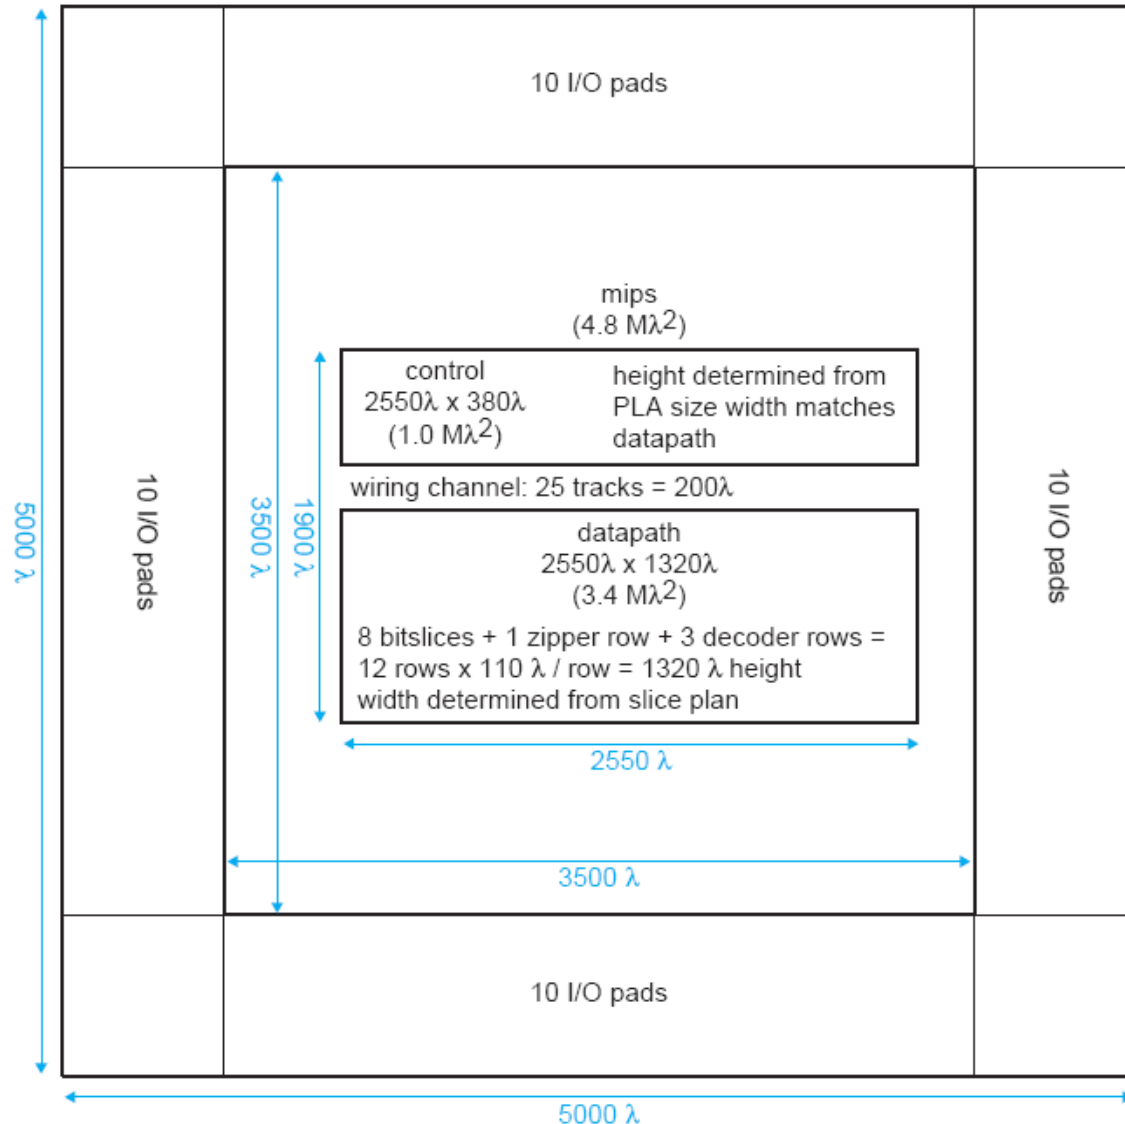 10 I/O pads
mips
(4.8 Mλ²)
control
2550λ x 380λ
(1.0 Mλ²)
height determined from
PLA size width matches
datapath
wiring channel: 25 tracks = 200λ
datapath
2550λ x 1320λ
(3.4 Mλ²)
8 bitslices + 1 zipper row + 3 decoder rows =
12 rows x 110 λ / row = 1320 λ height
width determined from slice plan
2550 λ
1900 λ
3500 λ
3500 λ
10 I/O pads
10 I/O pads
5000 λ
10 I/O pads
5000 λ